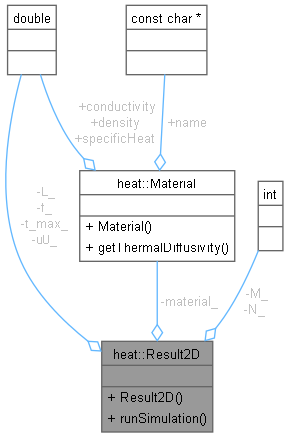 double
const char *
+conductivity
+density
+specificHeat
+name
heat::Material
+ Material()
+ getThermalDiffusivity()
int
-L_
-t_
-t_max_
-uU_
-material_
-M_
-N_
heat::Result2D
+ Result2D()
+ runSimulation()